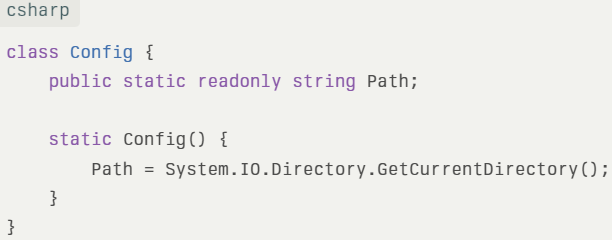 csharp
class Config {
    public static readonly string Path;
    static Config() {
        Path = System.IO.Directory.GetCurrentDirectory();
    }
}